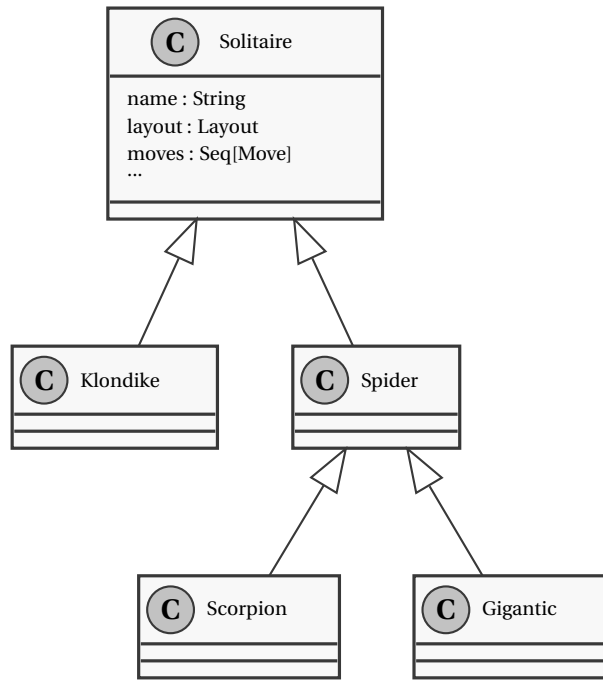 C Solitaire
name : String
layout : Layout
moves : Seq[Move]
...
C Klondike
C Spider
C Scorpion
C Gigantic